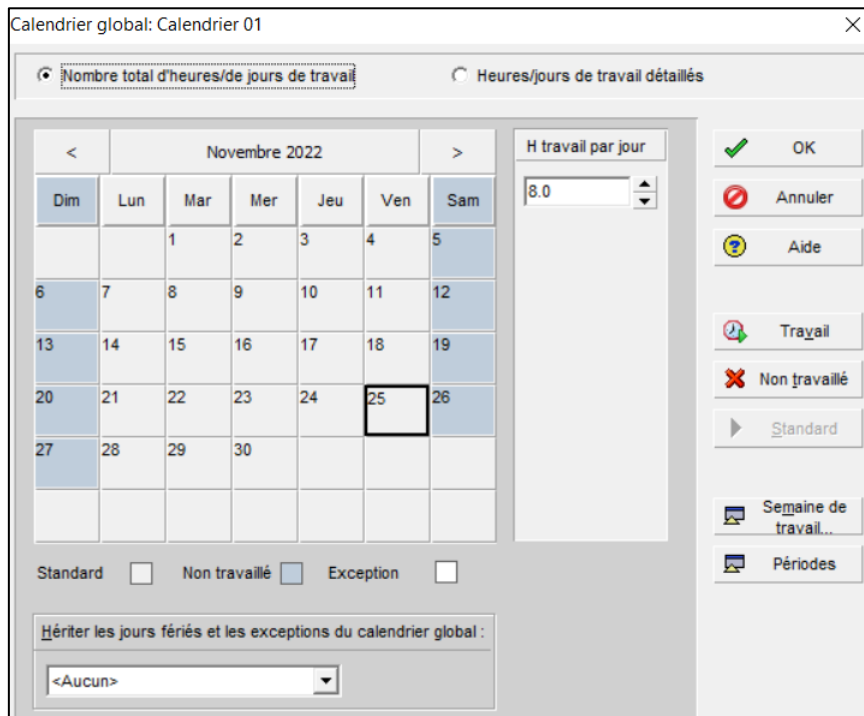 Calendrier global: Calendrier 01
Nombre total d'heures/de jours de travail
Heures/jours de travail détaillés
< Novembre 2022 >
Dim Lun Mar Mer Jeu Ven Sam
1 2 3 4 5
6 7 8 9 10 11 12
13 14 15 16 17 18 19
20 21 22 23 24 25 26
27 28 29 30
Standard Non travaillé Exception
Hériter les jours fériés et les exceptions du calendrier global :
<Aucun>
H travail par jour
8.0
OK
Annuler
Aide
Travail
Non travaillé
Standard
Semaine de
travail...
Périodes